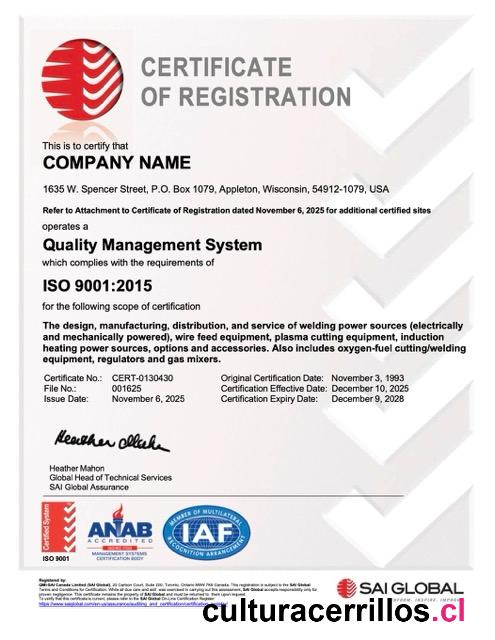 CERTIFICATE
OF REGISTRATION
This is to certify that
COMPANY NAME
1635 W. Spencer Street, P.O. Box 1079, Appleton, Wisconsin, 54912-1079, USA
Refer to Attachment to Certificate of Registration dated November 6, 2025 for additional certified sites
operates a
Quality Management System
which complies with the requirements of
ISO 9001:2015
for the following scope of certification
The design, manufacturing, distribution, and service of welding power sources (electrically
and mechanically powered), wire feed equipment, plasma cutting equipment, induction
heating power sources, options and accessories. Also includes oxygen-fuel cutting/welding
equipment, regulators and gas mixers.
Certificate No.: CERT-0130430 Original Certification Date: November 3, 1993
File No.: 001625 Certification Effective Date: December 10, 2025
Issue Date: November 6, 2025 Certification Expiry Date: December 9, 2028
Heather Mahon
Heather Mahon
Global Head of Technical Services
SAI Global Assurance
Certified System
ISO 9001
ANAB
ACCREDITED
MANAGEMENT SYSTEMS
CERTIFICATION BODY
MEMBER OF MULTILATERAL
IAF
RECOGNITION ARRANGEMENT
Registered by:
SAI GLOBAL
culturacerrillos.cl